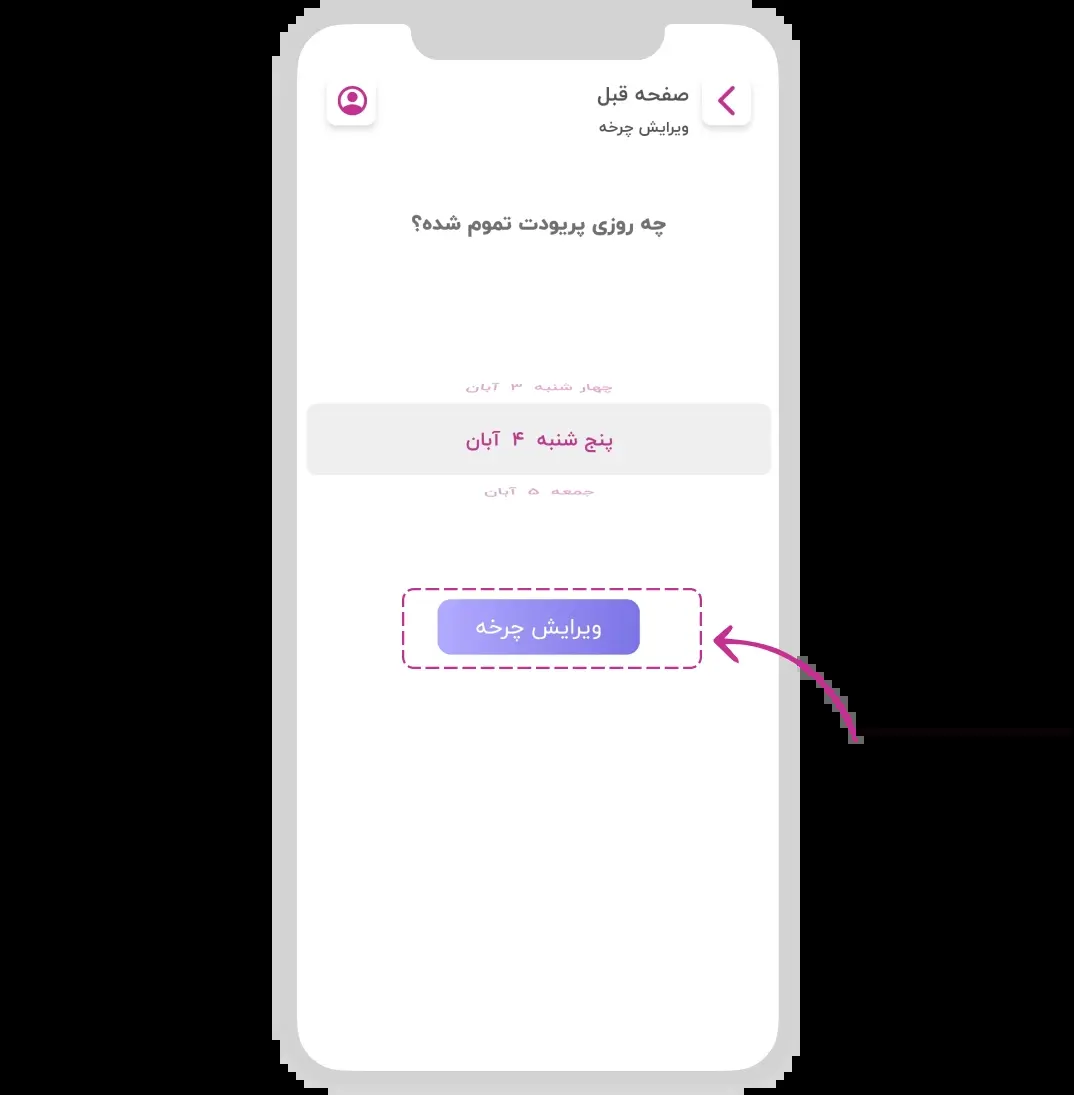 صفحه قبل
ویرایش چرخه
چه روزی پریودت تموم شده؟
چهار شنبه ۳ آبان
پنج شنبه ۴ آبان
جمعه ۵ آبان
ویرایش چرخه